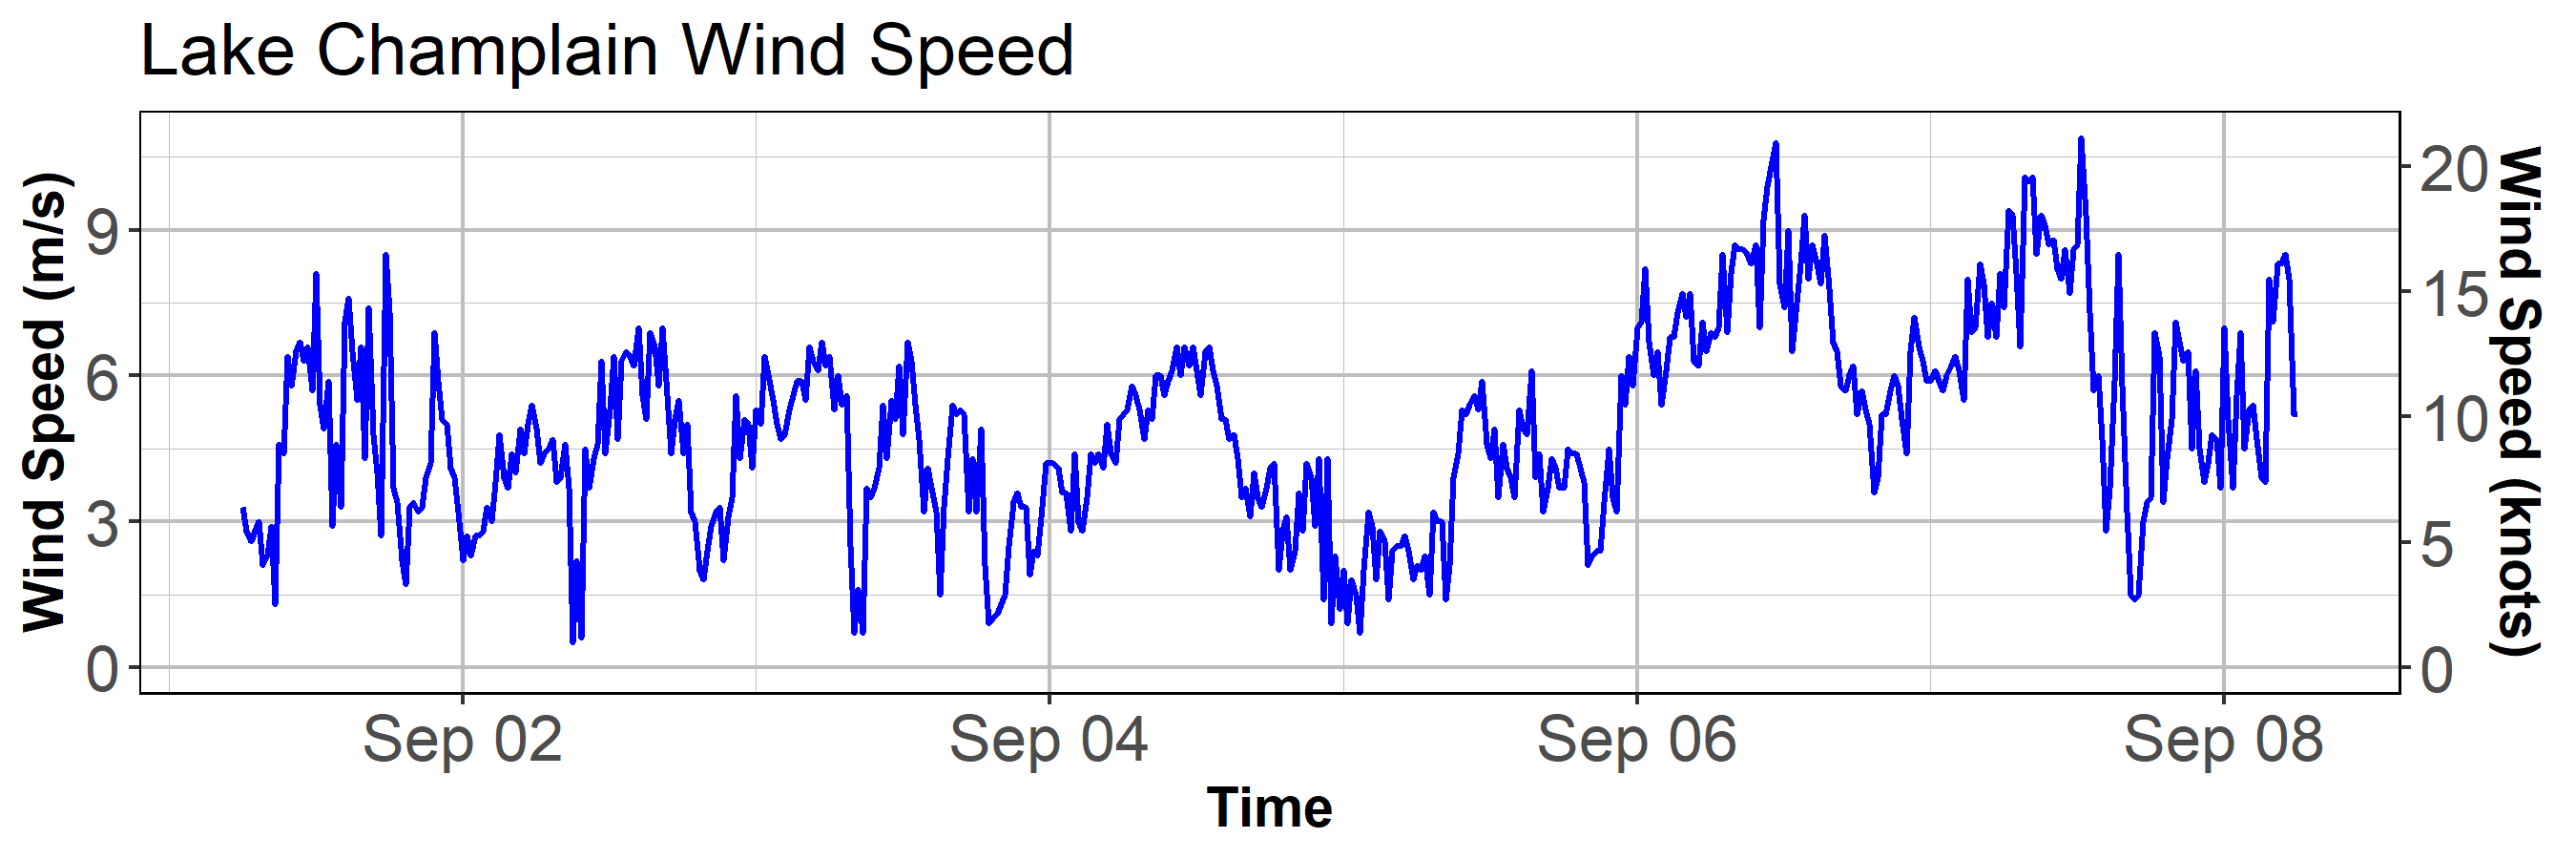 Lake Champlain Wind Speed
Wind Speed (m/s)
9
6
3
0
20
15
10
5
0
Wind Speed (knots)
Sep 02
Sep 04
Sep 06
Sep 08
Time